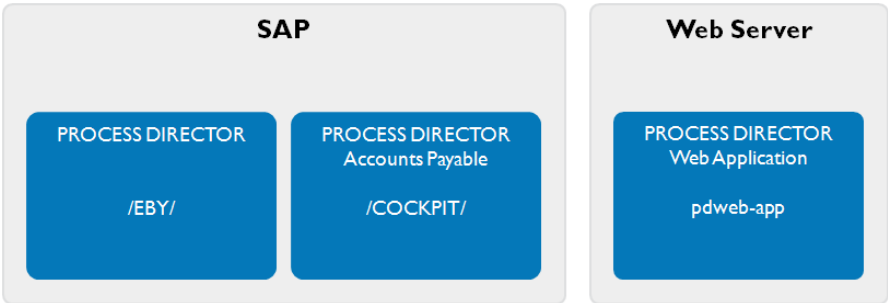 SAP
PROCESS DIRECTOR
/EBY/
PROCESS DIRECTOR
Accounts Payable
/COCKPIT/
Web Server
PROCESS DIRECTOR
Web Application
pdweb-app